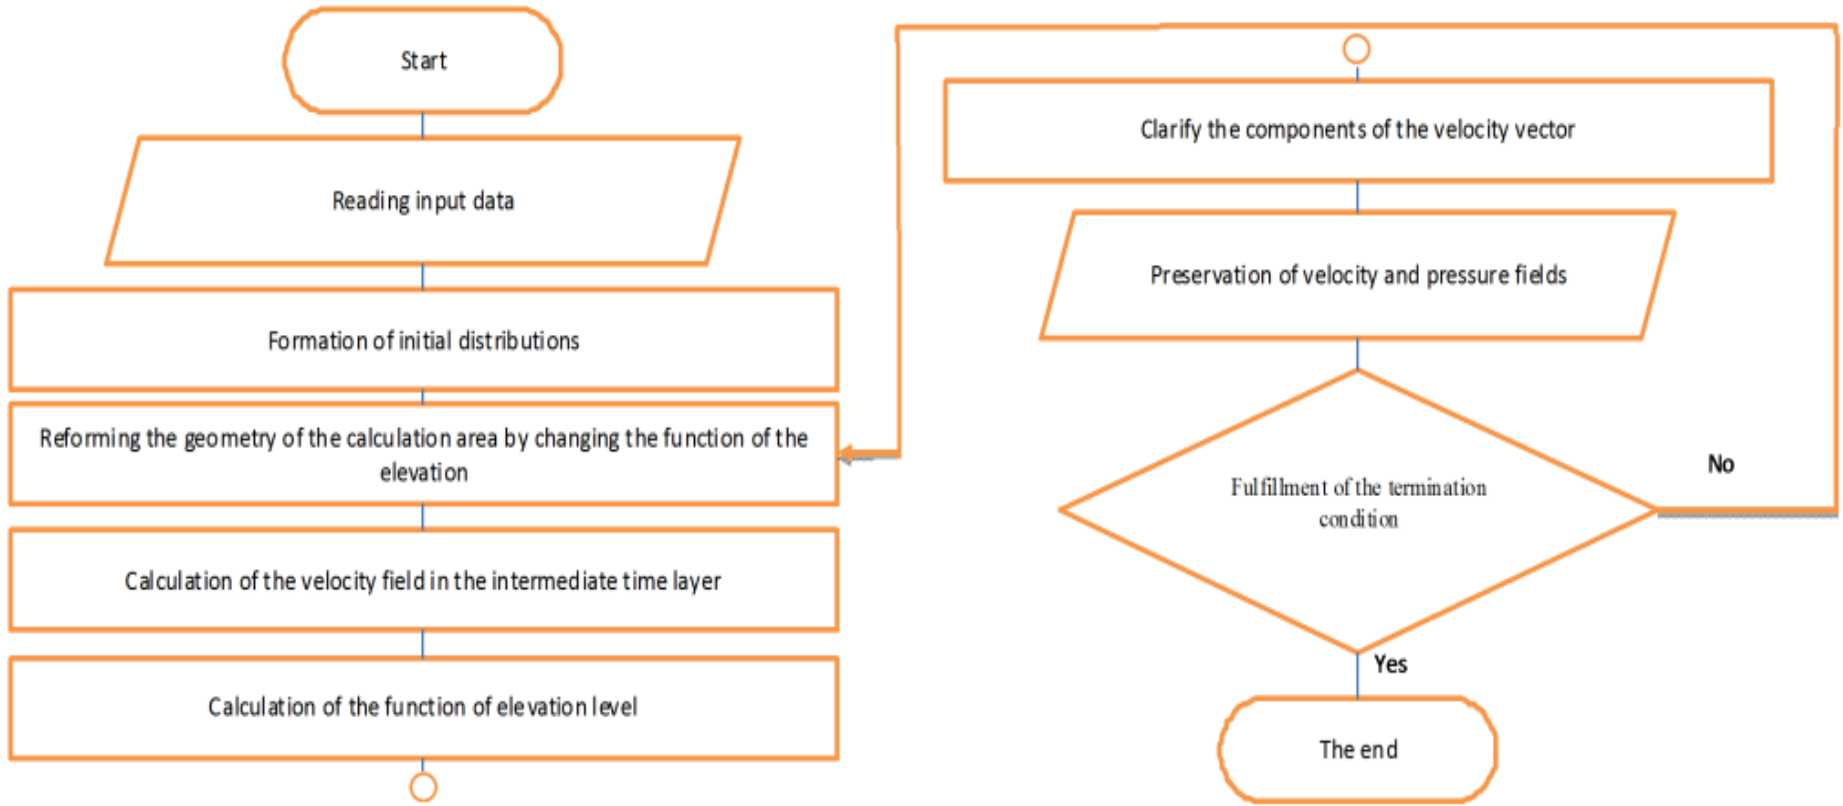 Start
Reading input data
Formation of initial distributions
Reforming the geometry of the calculation area by changing the function of the
elevation
Calculation of the velocity field in the intermediate time layer
Calculation of the function of elevation level
Clarify the components of the velocity vector
Preservation of velocity and pressure fields
Fulfillment of the termination
condition
No
Yes
The end